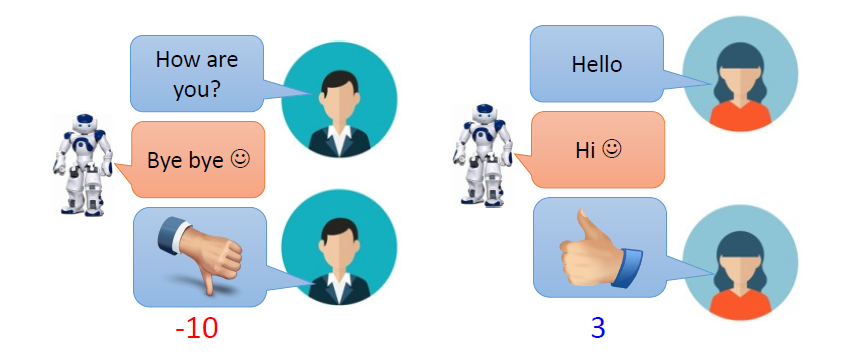 How are
you?
Bye bye ☺
-10
Hello
Hi ☺
3